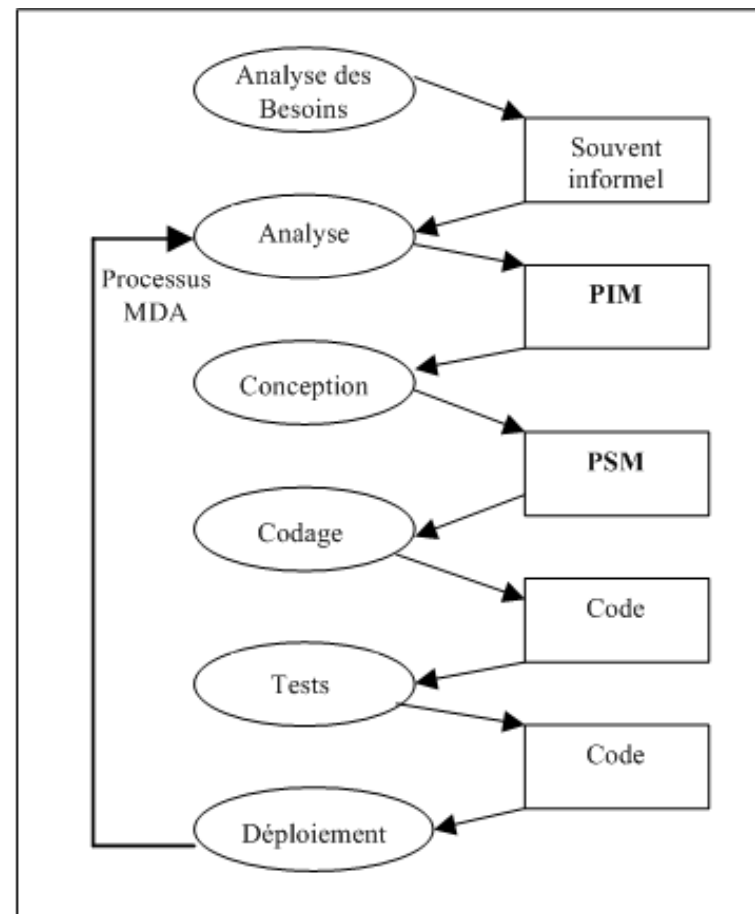 Analyse des
Besoins
Souvent
informel
Analyse
Processus
MDA
PIM
Conception
PSM
Codage
Code
Tests
Code
Déploiement